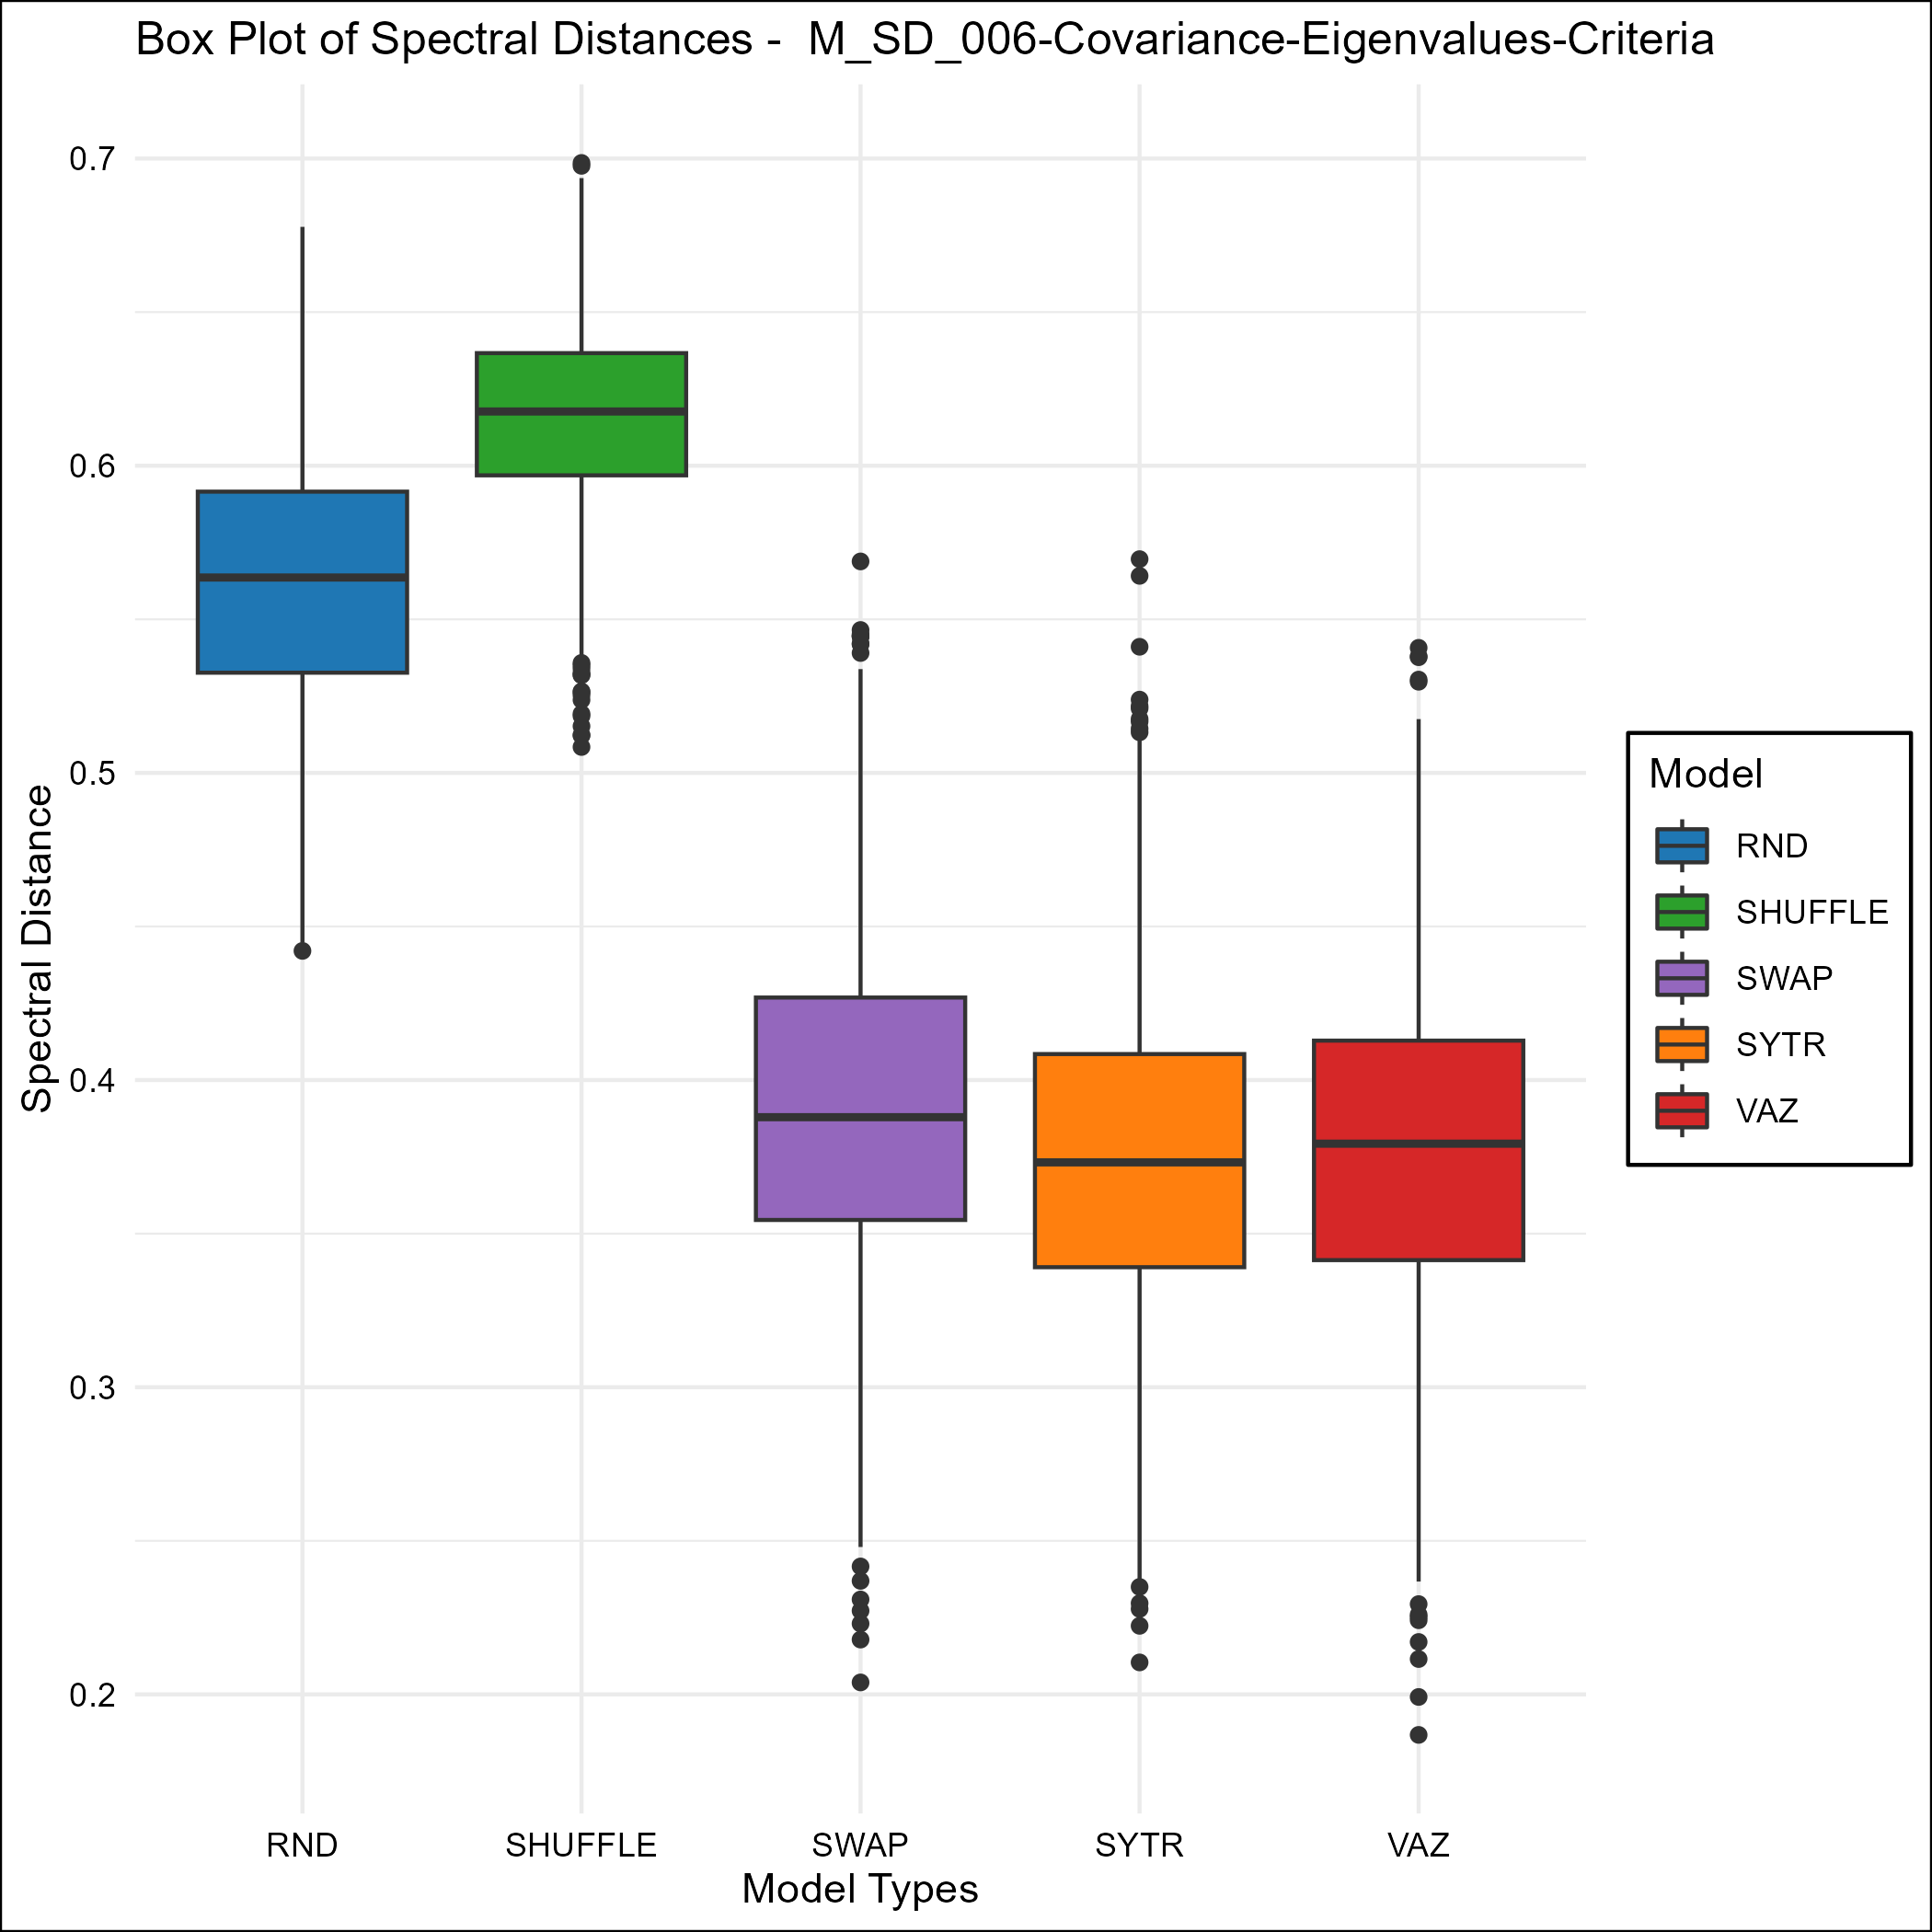 Box Plot of Spectral Distances -  M_SD_006-Covariance-Eigenvalues-Criteria
0.7
0.6
0.5
0.4
0.3
0.2
Spectral Distance
RND
SHUFFLE
SWAP
SYTR
VAZ
Model Types
Model
RND
SHUFFLE
SWAP
SYTR
VAZ